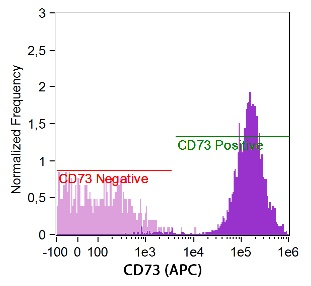 3
2,5
2
1,5
1
0,5
0
Normalized Frequency
CD73 Positive
CD73 Negative
-100 0 100 1e3 1e4 1e5 1e6
CD73 (APC)